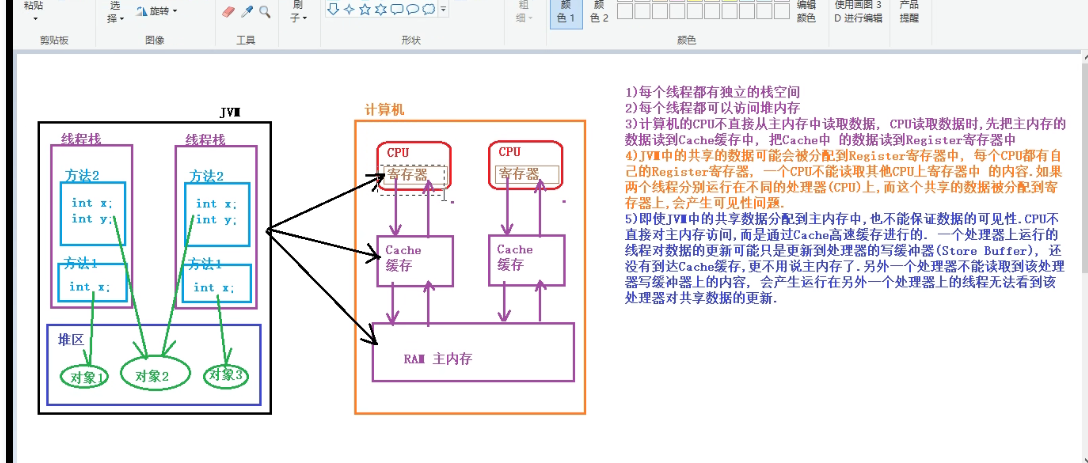 粘贴
选
择
旋转
刷
子
粗
细
颜
色 1
颜
色 2
编辑
颜色
使用画图 3
D 进行编辑
产品
提醒
剪贴板
图像
工具
形状
颜色
JVM
线程栈
线程栈
方法2
int x;
int y;
方法2
int x;
int y;
方法1
int x;
方法1
int x;
堆区
对象1
对象2
对象3
计算机
CPU
寄存器
CPU
寄存器
Cache
缓存
Cache
缓存
RAM 主内存
1)每个线程都有独立的栈空间
2)每个线程都可以访问堆内存
3)计算机的CPU不直接从主内存中读取数据, CPU读取数据时,先把主内存的
数据读到Cache缓存中, 把Cache中 的数据读到Register寄存器中
4)JVM中的共享的数据可能会被分配到Register寄存器中, 每个CPU都有自
己的Register寄存器, 一个CPU不能读取其他CPU上寄存器中 的内容.如果
两个线程分别运行在不同的处理器(CPU)上,而这个共享的数据被分配到寄
存器上,会产生可见性问题.
5)即使JVM中的共享数据分配到主内存中,也不能保证数据的可见性.CPU不
直接对主内存访问,而是通过Cache高速缓存进行的. 一个处理器上运行的
线程对数据的更新可能只是更新到处理器的写缓冲器(Store Buffer), 还
没有到达Cache缓存,更不用说主内存了.另外一个处理器不能读取到该处理
器写缓冲器上的内容, 会产生运行在另外一个处理器上的线程无法看到该
处理器对共享数据的更新.